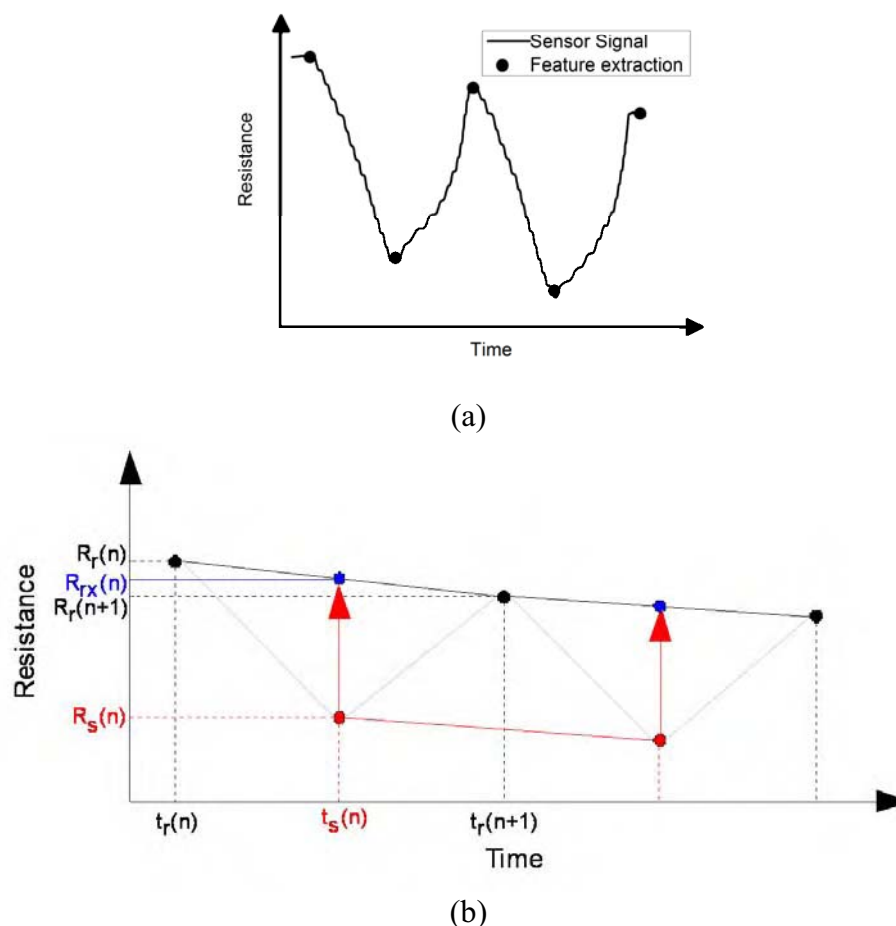 Sensor Signal
Feature extraction
Resistance
Time
(a)
Rr(n)
Rrx(n)
Rr(n+1)
Resistance
Rs(n)
tr(n)
ts(n)
tr(n+1)
Time
(b)